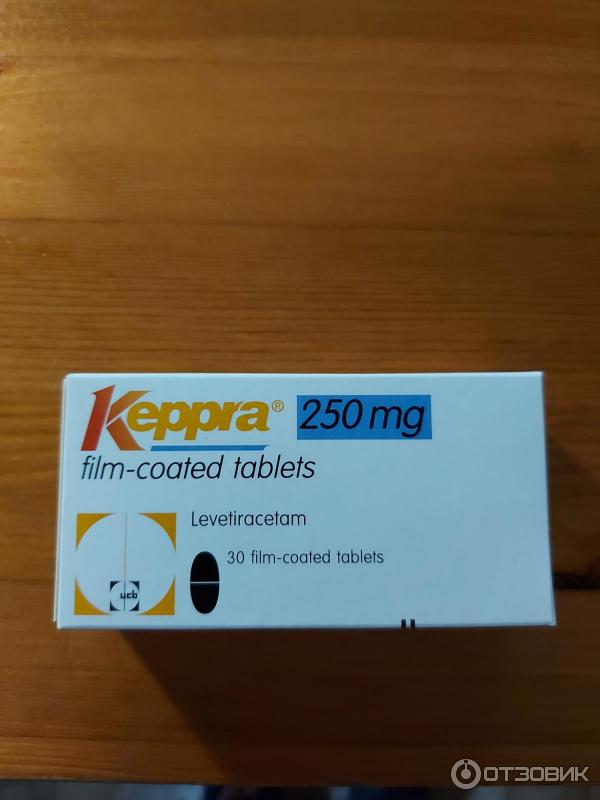 Keppra® 250 mg
film-coated tablets
Levetiracetam
30 film-coated tablets
ucb
ОТЗОВИК